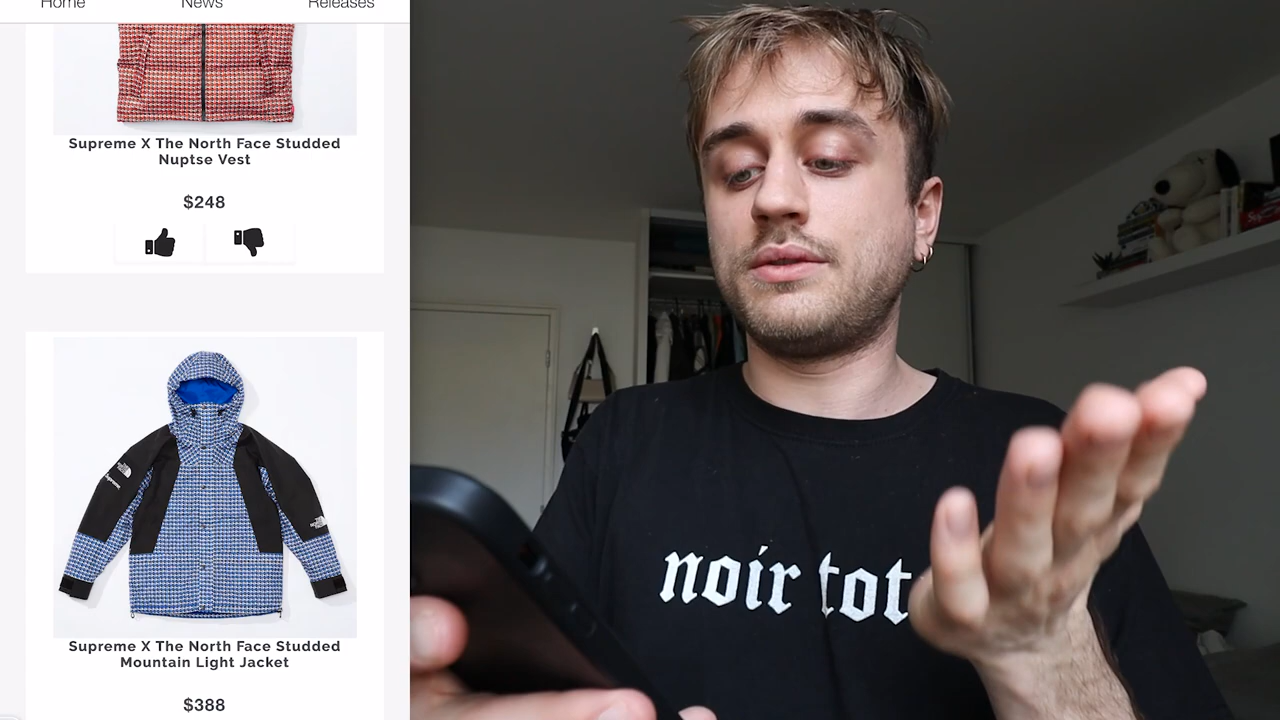 Home
News
Releases
Supreme X The North Face Studded
Nuptse Vest
$248
Supreme X The North Face Studded
Mountain Light Jacket
$388
noir tot